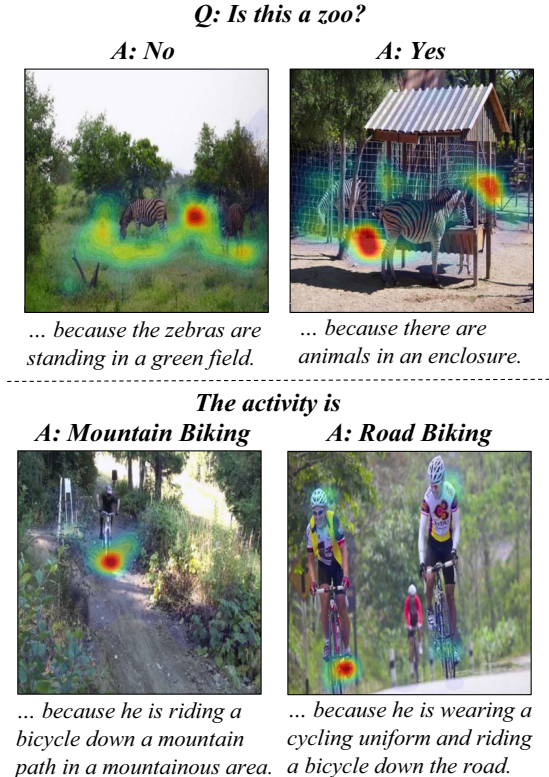 Q: Is this a zoo?
A: No
A: Yes
... because the zebras are
standing in a green field.
... because there are
animals in an enclosure.
The activity is
A: Mountain Biking
A: Road Biking
... because he is riding a
bicycle down a mountain
path in a mountainous area.
... because he is wearing a
cycling uniform and riding
a bicycle down the road.